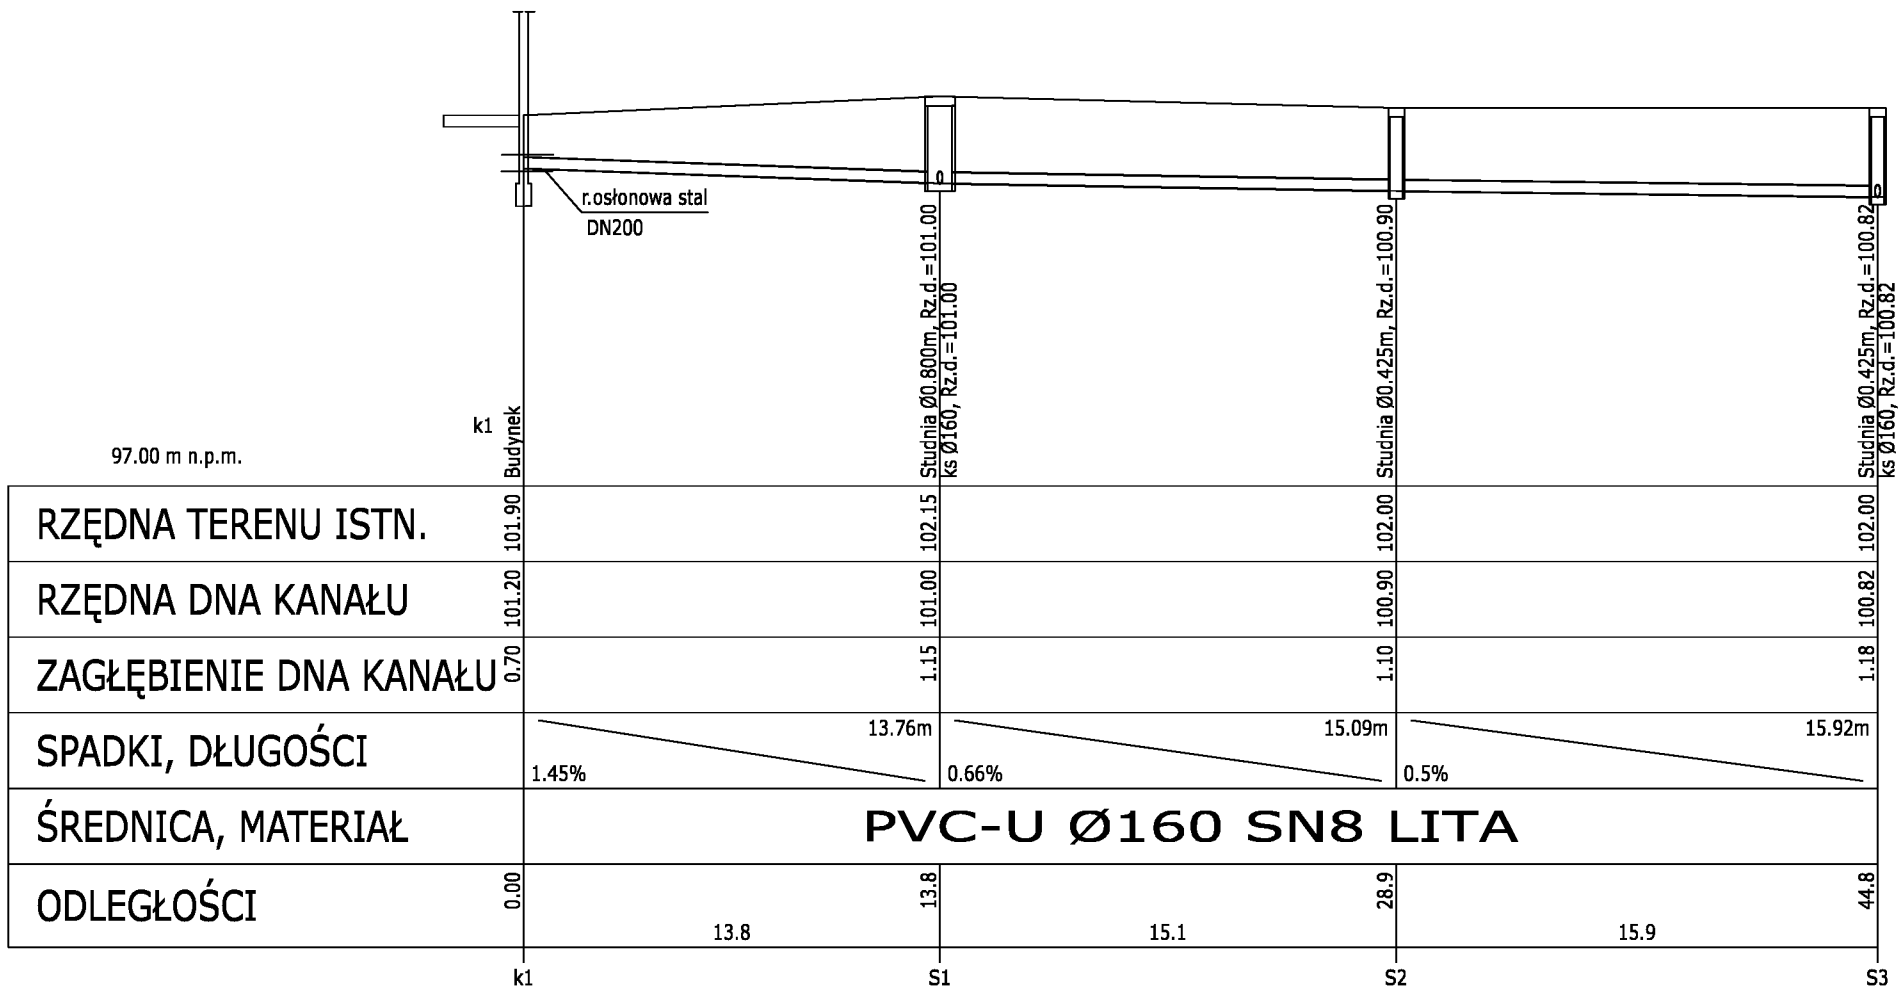 r.osłonowa stal
DN200
k1
Budynek
Studnia Ø0.800m, Rz.d.=101.00
ks Ø160, Rz.d.=101.00
Studnia Ø0.425m, Rz.d.=100.90
Studnia Ø0.425m, Rz.d.=100.82
ks Ø160, Rz.d.=100.82
97.00 m n.p.m.
RZĘDNA TERENU ISTN. 101.90 102.15 102.00 102.00
RZĘDNA DNA KANAŁU 101.20 101.00 100.90 100.82
ZAGŁĘBIENIE DNA KANAŁU 0.70 1.15 1.10 1.18
SPADKI, DŁUGOŚCI
13.76m 15.09m 15.92m
1.45% 0.66% 0.5%
ŚREDNICA, MATERIAŁ PVC-U Ø160 SN8 LITA
ODLEGŁOŚCI 0.00 13.8 28.9 44.8
13.8 15.1 15.9
k1 S1 S2 S3